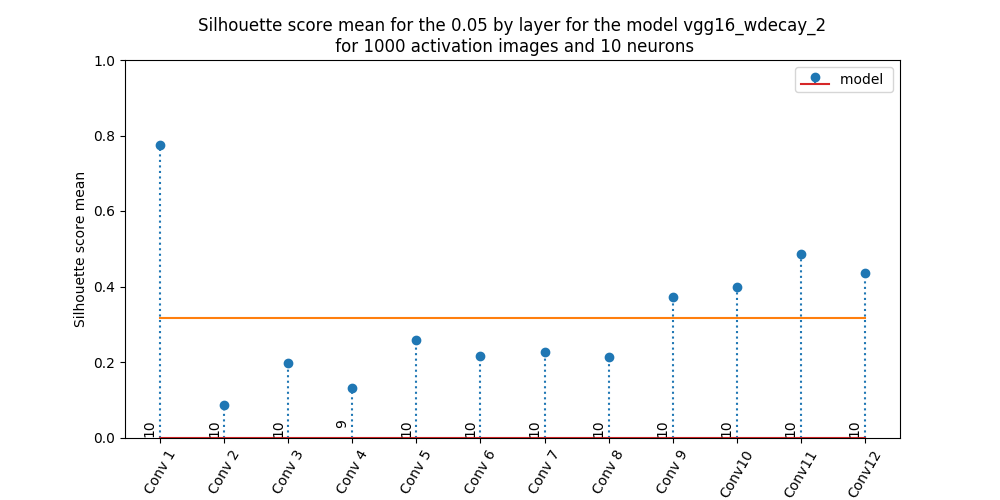 Silhouette score mean for the 0.05 by layer for the model vgg16_wdecay_2
for 1000 activation images and 10 neurons
model
1.0
0.8
0.6
0.4
0.2
0.0
Silhouette score mean
10 10 10 9 10 10 10 10 10 10 10 10
Conv 1 Conv 2 Conv 3 Conv 4 Conv 5 Conv 6 Conv 7 Conv 8 Conv 9 Conv10 Conv11 Conv12